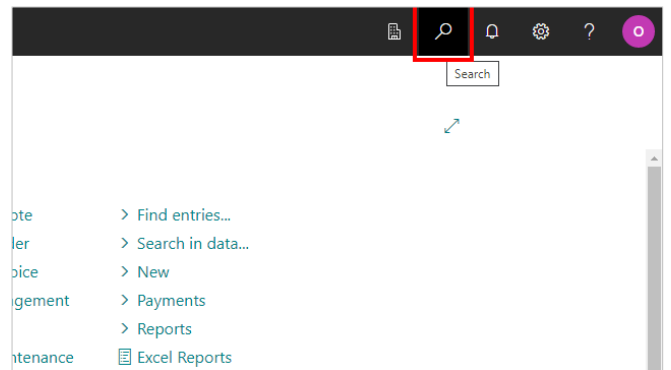 O
Search
ote > Find entries...
ler > Search in data...
oice > New
gement > Payments
> Reports
ntenance Excel Reports